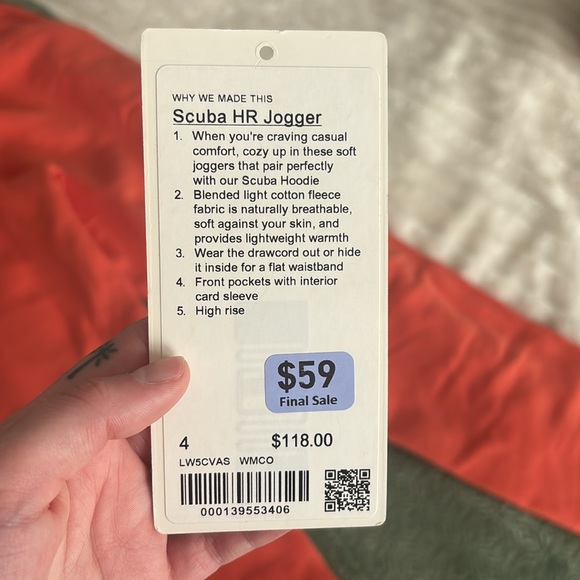 WHY WE MADE THIS
Scuba HR Jogger
1. When you're craving casual
comfort, cozy up in these soft
joggers that pair perfectly
with our Scuba Hoodie
2. Blended light cotton fleece
fabric is naturally breathable,
soft against your skin, and
provides lightweight warmth
3. Wear the drawcord out or hide
it inside for a flat waistband
4. Front pockets with interior
card sleeve
5. High rise
$59
Final Sale
4 $118.00
LW5CVAS WMCO
000139553406